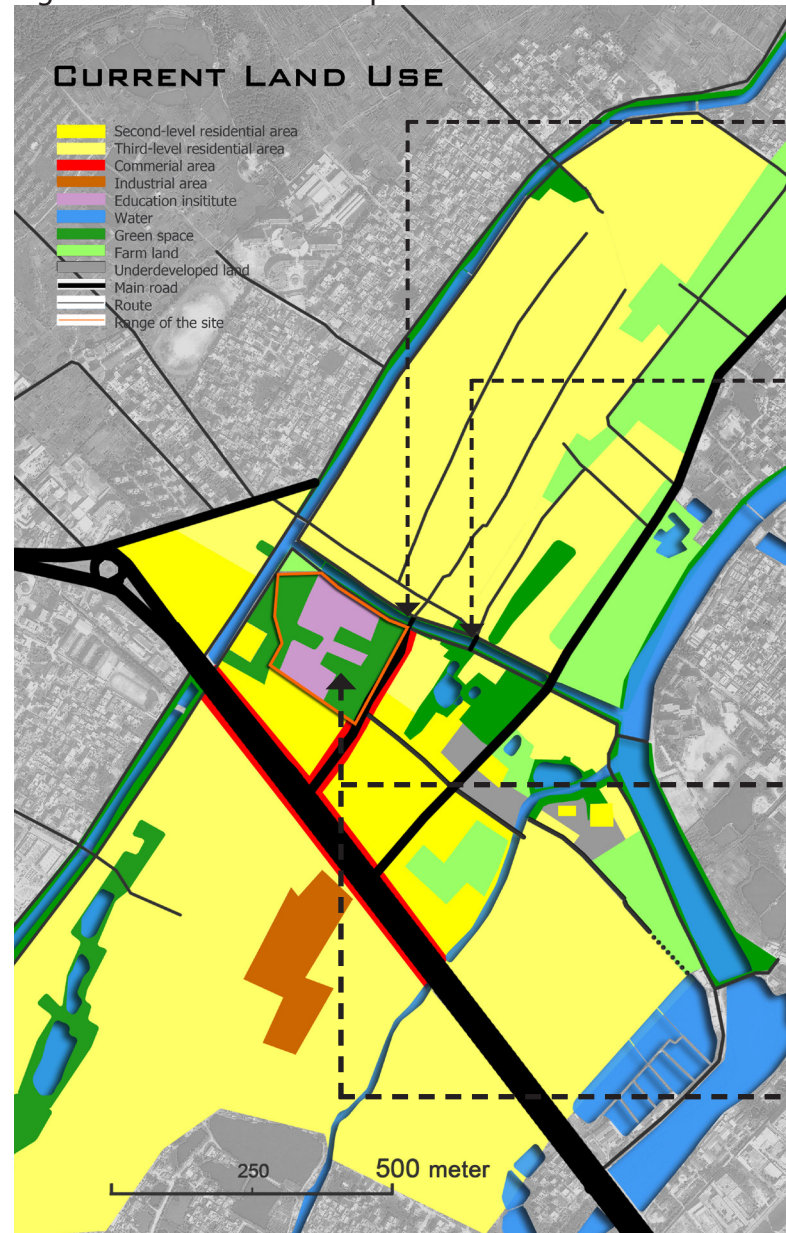 CURRENT LAND USE
Second-level residential area
Third-level residential area
Commerial area
Industrial area
Education insititute
Water
Green space
Farm land
Underdeveloped land
Main road
Route
Range of the site
250
500 meter